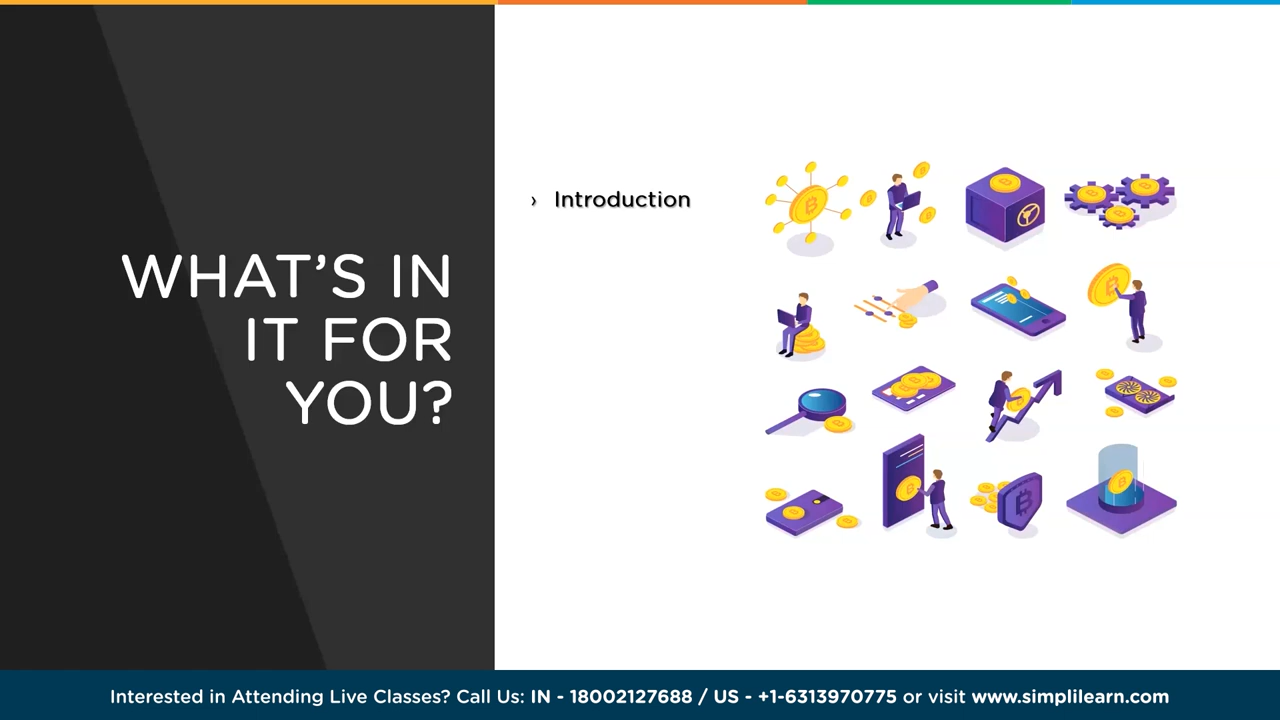 WHAT'S IN
IT FOR
YOU?
› Introduction
Interested in Attending Live Classes? Call Us: IN - 18002127688 / US - +1-6313970775 or visit www.simplilearn.com